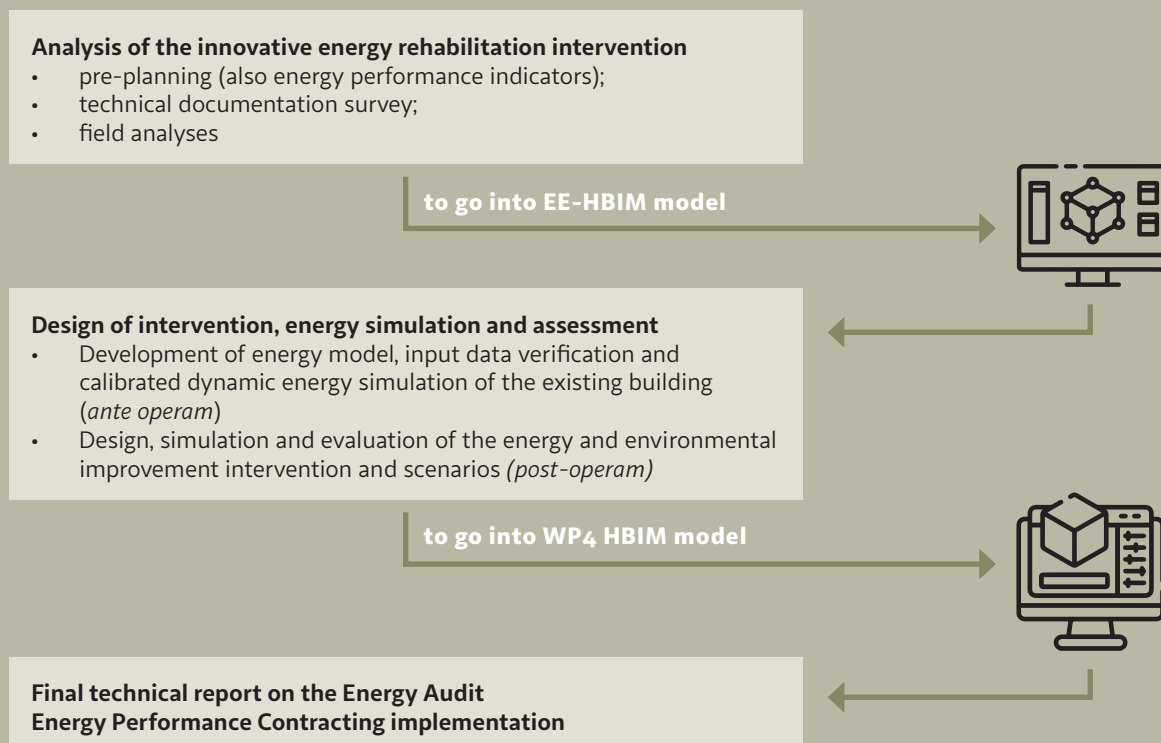 Analysis of the innovative energy rehabilitation intervention
• pre-planning (also energy performance indicators);
• technical documentation survey;
• field analyses
to go into EE-HBIM model
Design of intervention, energy simulation and assessment
• Development of energy model, input data verification and
calibrated dynamic energy simulation of the existing building
(ante operam)
• Design, simulation and evaluation of the energy and environmental
improvement intervention and scenarios (post-operam)
to go into WP4 HBIM model
Final technical report on the Energy Audit
Energy Performance Contracting implementation